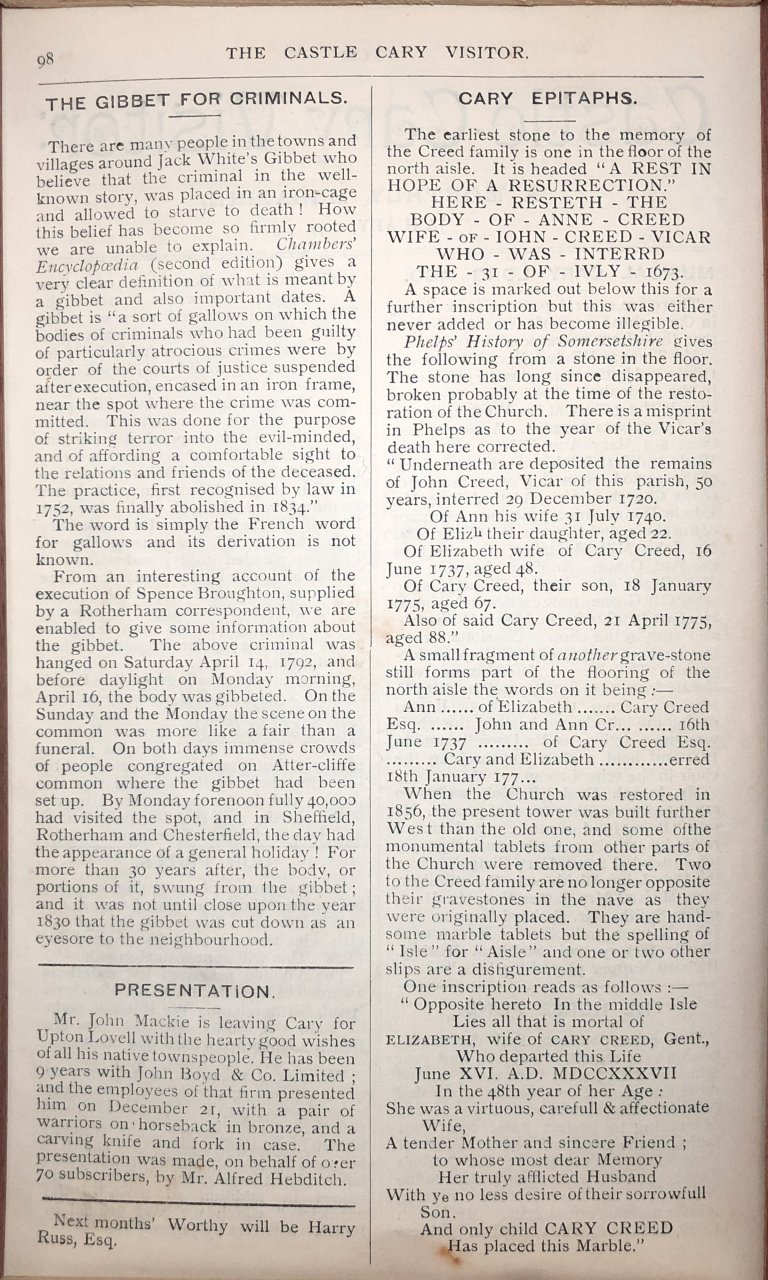 98
THE CASTLE CARY VISITOR.
THE GIBBET FOR CRIMINALS.
There are many people in the towns and
villages around Jack White's Gibbet who
believe that the criminal in the well-
known story, was placed in an iron-cage
and allowed to starve to death ! How
this belief has become so firmly rooted
we are unable to explain. Chambers'
Encyclopœdia (second edition) gives a
very clear definition of what is meant by
a gibbet and also important dates. A
gibbet is "a sort of gallows on which the
bodies of criminals who had been guilty
of particularly atrocious crimes were by
order of the courts of justice suspended
after execution, encased in an iron frame,
near the spot where the crime was com-
mitted. This was done for the purpose
of striking terror into the evil-minded,
and of affording a comfortable sight to
the relations and friends of the deceased.
The practice, first recognised by law in
1752, was finally abolished in 1834."
The word is simply the French word
for gallows and its derivation is not
known.
From an interesting account of the
execution of Spence Broughton, supplied
by a Rotherham correspondent, we are
enabled to give some information about
the gibbet. The above criminal was
hanged on Saturday April 14, 1792, and
before daylight on Monday morning,
April 16, the body was gibbeted. On the
Sunday and the Monday the scene on the
common was more like a fair than a
funeral. On both days immense crowds
of people congregated on Atter-cliffe
common where the gibbet had been
set up. By Monday forenoon fully 40,000
had visited the spot, and in Sheffield,
Rotherham and Chesterfield, the day had
the appearance of a general holiday ! For
more than 30 years after, the body, or
portions of it, swung from the gibbet ;
and it was not until close upon the year
1830 that the gibbet was cut down as an
eyesore to the neighbourhood.
PRESENTATION.
Mr. John Mackie is leaving Cary for
Upton Lovell with the hearty good wishes
of all his native townspeople. He has been
9 years with John Boyd & Co. Limited ;
and the employees of that firm presented
him on December 21, with a pair of
warriors on horseback in bronze, and a
carving knife and fork in case. The
presentation was made, on behalf of over
70 subscribers, by Mr. Alfred Hebditch.
Next months' Worthy will be Harry
Russ, Esq.
CARY EPITAPHS.
The earliest stone to the memory of
the Creed family is one in the floor of the
north aisle. It is headed "A REST IN
HOPE OF A RESURRECTION."
HERE - RESTETH - THE
BODY - OF - ANNE - CREED
WIFE - OF - IOHN - CREED - VICAR
WHO - WAS - INTERRD
THE - 31 - OF - IVLY - 1673.
A space is marked out below this for a
further inscription but this was either
never added or has become illegible.
Phelps' History of Somersetshire gives
the following from a stone in the floor.
The stone has long since disappeared,
broken probably at the time of the resto-
ration of the Church. There is a misprint
in Phelps as to the year of the Vicar's
death here corrected.
"Underneath are deposited the remains
of John Creed, Vicar of this parish, 50
years, interred 29 December 1720.
Of Ann his wife 31 July 1740.
Of Elizh their daughter, aged 22.
Of Elizabeth wife of Cary Creed, 16
June 1737, aged 48.
Of Cary Creed, their son, 18 January
1775, aged 67.
Also of said Cary Creed, 21 April 1775,
aged 88."
A small fragment of another grave-stone
still forms part of the flooring of the
north aisle the words on it being :—
Ann ...... of Elizabeth ....... Cary Creed
Esq. ...... John and Ann Cr... ...... 16th
June 1737 ......... of Cary Creed Esq.
......... Cary and Elizabeth ............erred
18th January 177...
When the Church was restored in
1856, the present tower was built further
West than the old one, and some ofthe
monumental tablets from other parts of
the Church were removed there. Two
to the Creed family are no longer opposite
their gravestones in the nave as they
were originally placed. They are hand-
some marble tablets but the spelling of
"Isle" for "Aisle" and one or two other
slips are a disfigurement.
One inscription reads as follows :—
"Opposite hereto In the middle Isle
Lies all that is mortal of
ELIZABETH, wife of CARY CREED, Gent.,
Who departed this Life
June XVI. A.D. MDCCXXXVII
In the 48th year of her Age :
She was a virtuous, carefull & affectionate
Wife,
A tender Mother and sincere Friend ;
to whose most dear Memory
Her truly afflicted Husband
With ye no less desire of their sorrowfull
Son.
And only child CARY CREED
Has placed this Marble."